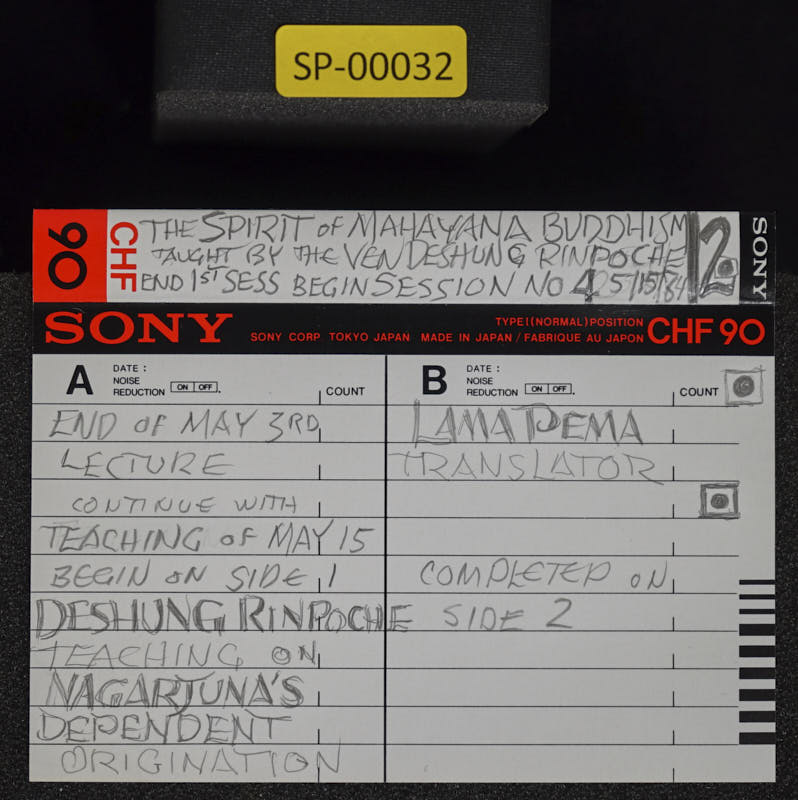 SP-00032
90
CHF
THE SPIRIT of MAHAYANA BUDDHISM
TAUGHT BY THE VEN DESHUNG RINPOCHE
END 1ST SESS BEGIN SESSION NO 4 5/15/84
12
SONY
SONY
SONY CORP TOKYO JAPAN MADE IN JAPAN / FABRIQUE AU JAPON
TYPE I (NORMAL) POSITION
CHF 90
A
DATE :
NOISE
REDUCTION ON OFF .
COUNT
END OF MAY 3RD
LECTURE
CONTINUE WITH
TEACHING OF MAY 15
BEGIN ON SIDE 1
DESHUNG RINPOCHE
TEACHING ON
NAGARJUNA'S
DEPENDENT
ORIGINATION
B
DATE :
NOISE
REDUCTION ON OFF .
COUNT
LAMA PEMA
TRANSLATOR
COMPLETED ON
SIDE 2